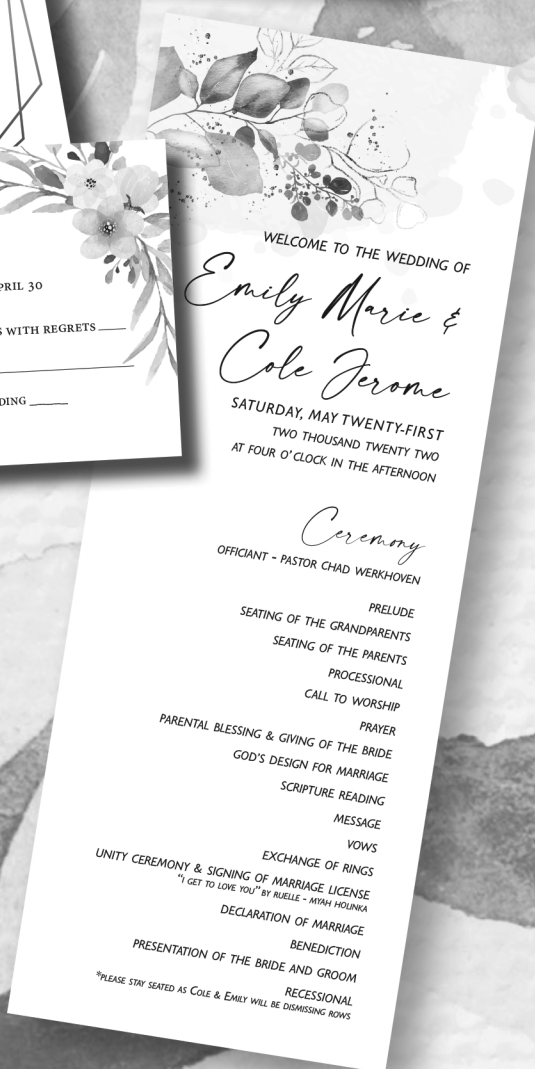 WELCOME TO THE WEDDING OF
Emily Marie &
Cole Jerome
SATURDAY, MAY TWENTY-FIRST
TWO THOUSAND TWENTY TWO
AT FOUR O'CLOCK IN THE AFTERNOON
Ceremony
OFFICIANT - PASTOR CHAD WERKHOVEN
PRELUDE
SEATING OF THE GRANDPARENTS
SEATING OF THE PARENTS
PROCESSIONAL
CALL TO WORSHIP
PRAYER
PARENTAL BLESSING & GIVING OF THE BRIDE
GOD'S DESIGN FOR MARRIAGE
SCRIPTURE READING
MESSAGE
VOWS
EXCHANGE OF RINGS
UNITY CEREMONY & SIGNING OF MARRIAGE LICENSE
"I GET TO LOVE YOU" BY RUELLE - MYAH HOLINKA
DECLARATION OF MARRIAGE
BENEDICTION
PRESENTATION OF THE BRIDE AND GROOM
RECESSIONAL
*PLEASE STAY SEATED AS COLE & EMILY WILL BE DISMISSING ROWS
30
WITH REGRETS